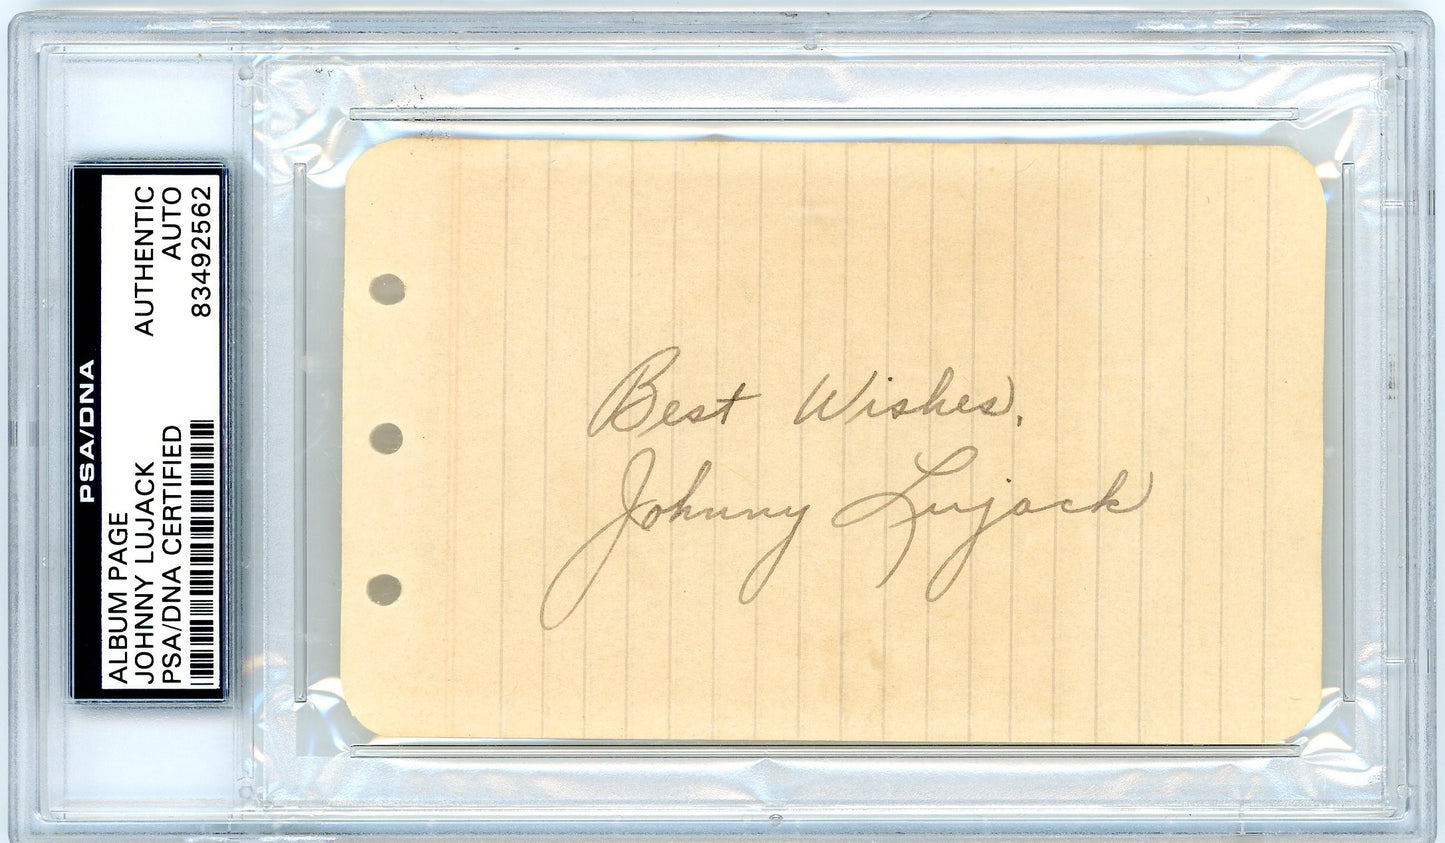 PSA/DNA
ALBUM PAGE
JOHNNY LUJACK AUTHENTIC
PSA/DNA CERTIFIED AUTO
83492562
Best Wishes,
Johnny Lujack